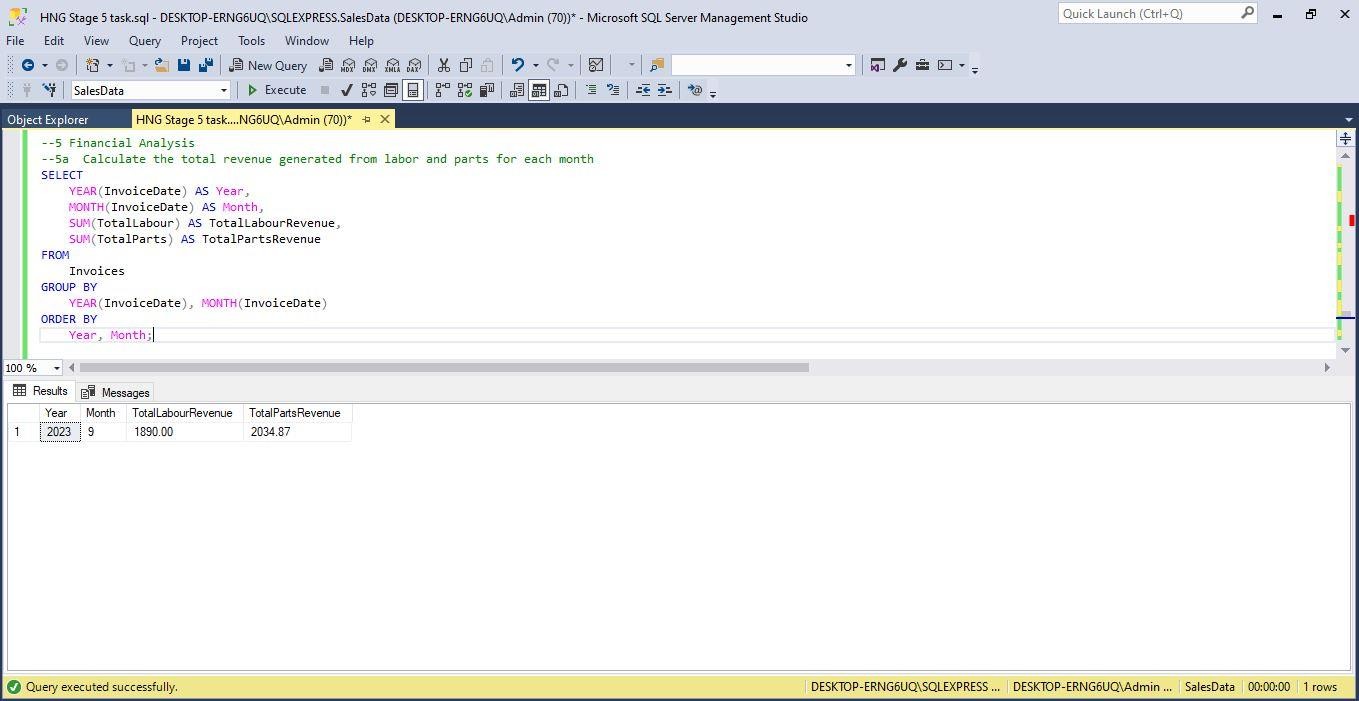 HNG Stage 5 task.sql - DESKTOP-ERNG6UQ\SQLEXPRESS.SalesData (DESKTOP-ERNG6UQ\Admin (70))* - Microsoft SQL Server Management Studio
Quick Launch (Ctrl+Q)
File Edit View Query Project Tools Window Help
New Query MDX DMX XMLA DAX
SalesData Execute
Object Explorer
HNG Stage 5 task....NG6UQ\Admin (70))*
--5 Financial Analysis
--5a  Calculate the total revenue generated from labor and parts for each month
SELECT
YEAR(InvoiceDate) AS Year,
MONTH(InvoiceDate) AS Month,
SUM(TotalLabour) AS TotalLabourRevenue,
SUM(TotalParts) AS TotalPartsRevenue
FROM
Invoices
GROUP BY
YEAR(InvoiceDate), MONTH(InvoiceDate)
ORDER BY
Year, Month;
100 %
Results Messages
Year Month TotalLabourRevenue TotalPartsRevenue
1 2023 9 1890.00 2034.87
Query executed successfully.
DESKTOP-ERNG6UQ\SQLEXPRESS ... DESKTOP-ERNG6UQ\Admin ... SalesData 00:00:00 1 rows